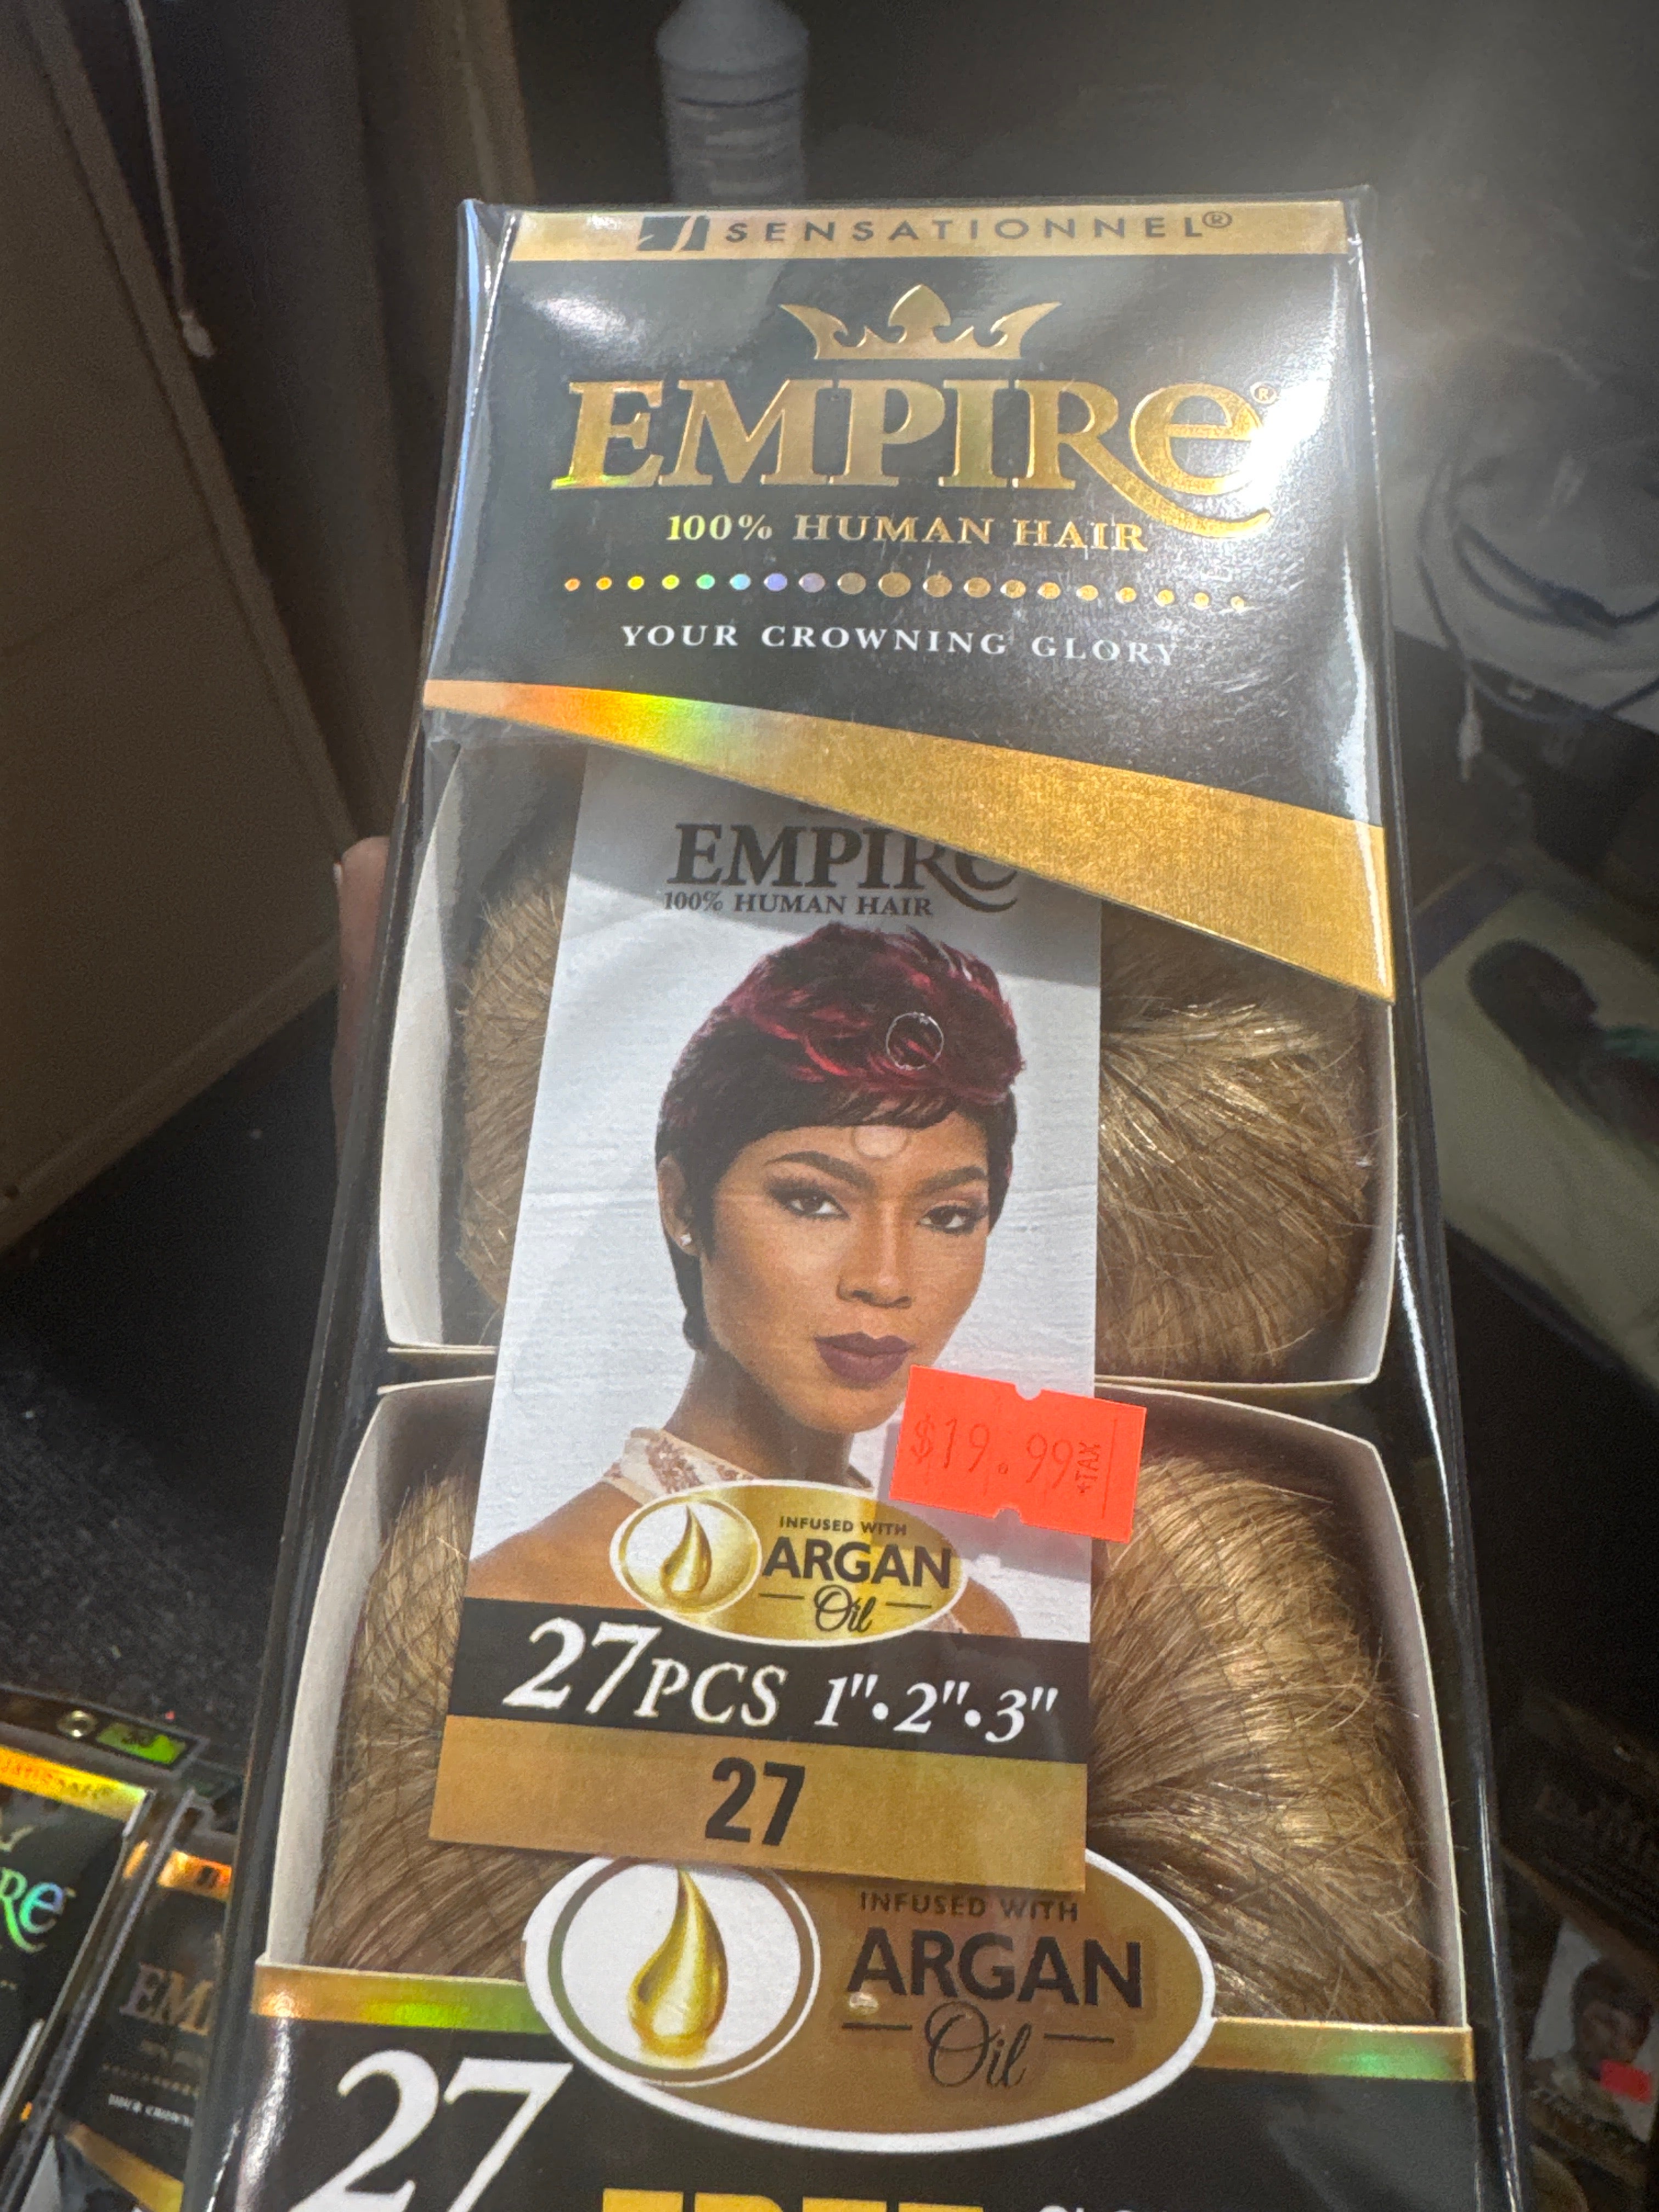 SENSATIONNEL®
EMPIRe®
100% HUMAN HAIR
YOUR CROWNING GLORY
EMPIRe
100% HUMAN HAIR
$19.99 +TAX
INFUSED WITH
ARGAN
Oil
27PCS 1"•2"•3"
27
INFUSED WITH
ARGAN
Oil
27
FREE